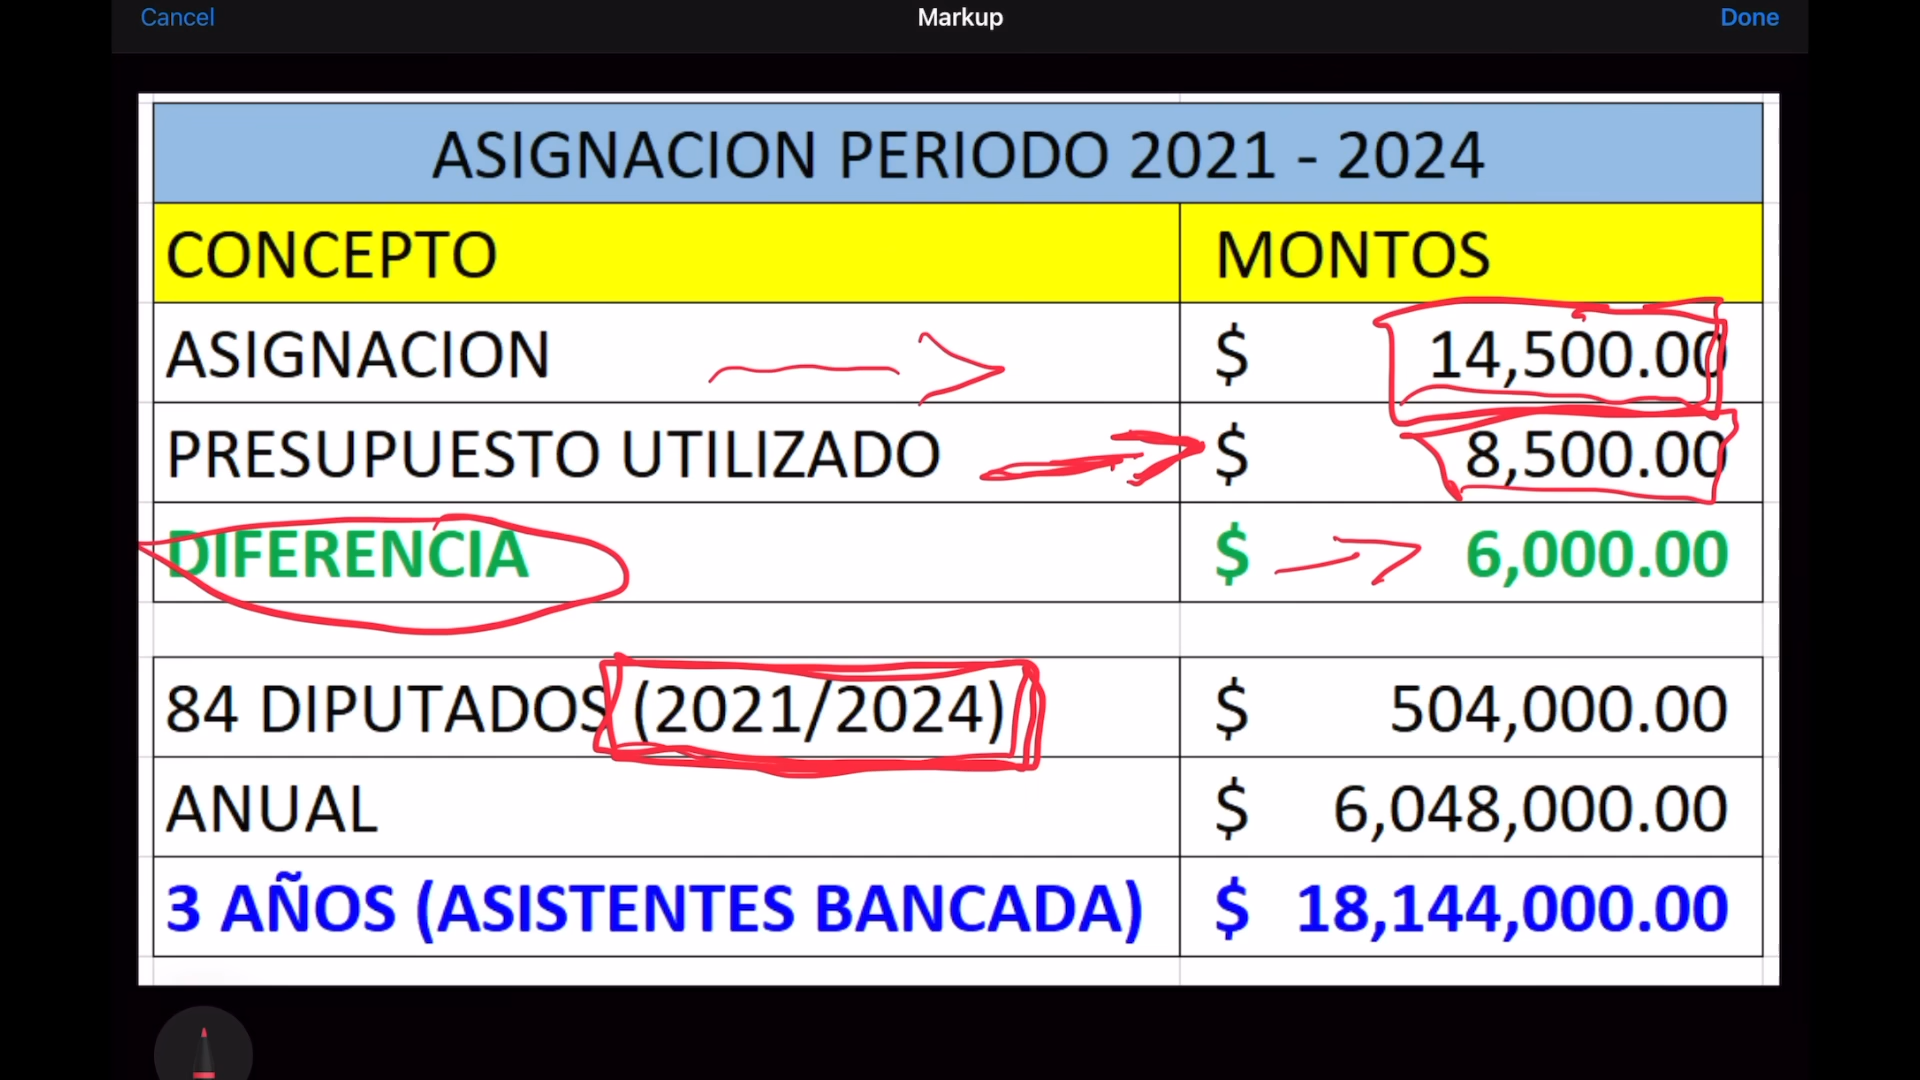 Cancel Markup Done
ASIGNACION PERIODO 2021 - 2024
CONCEPTO MONTOS
ASIGNACION $ 14,500.00
PRESUPUESTO UTILIZADO $ 8,500.00
DIFERENCIA $ 6,000.00
84 DIPUTADOS (2021/2024) $ 504,000.00
ANUAL $ 6,048,000.00
3 AÑOS (ASISTENTES BANCADA) $ 18,144,000.00